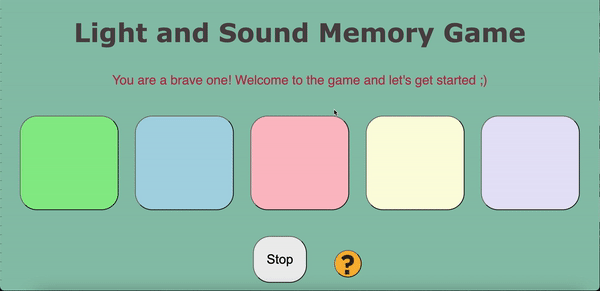 Light and Sound Memory Game
You are a brave one! Welcome to the game and let's get started ;)
Stop
?